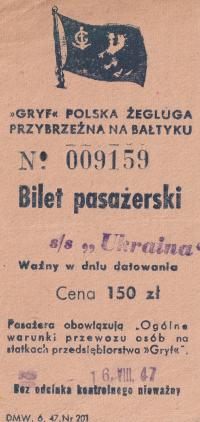 »GRYF« POLSKA ŻEGLUGA
PRZYBRZEŻNA NA BAŁTYKU
Nº 009159
Bilet pasażerski
s/s „Ukraina“
Ważny w dniu datowania
Cena 150 zł
Pasażera obowiązują „Ogólne
warunki przewozu osób na
statkach przedsiębiorstwa »Gryf«".
16. VIII. 47
Bez odcinka kontrolnego nieważny
DMW. 6. 47. Nr 201